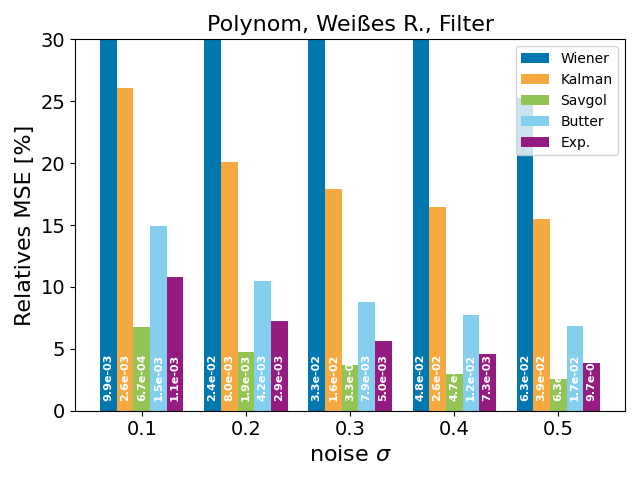 Polynom, Weißes R., Filter
Relatives MSE [%]
30
25
20
15
10
5
0
Wiener
Kalman
Savgol
Butter
Exp.
9.9e-03
2.6e-03
6.7e-04
1.5e-03
1.1e-03
2.4e-02
8.0e-03
1.9e-03
4.2e-03
2.9e-03
3.3e-02
1.6e-02
7.9e-03
5.0e-03
4.8e-02
2.6e-02
1.2e-02
7.3e-03
6.3e-02
3.9e-02
1.7e-02
0.1
0.2
0.3
0.4
0.5
noise σ